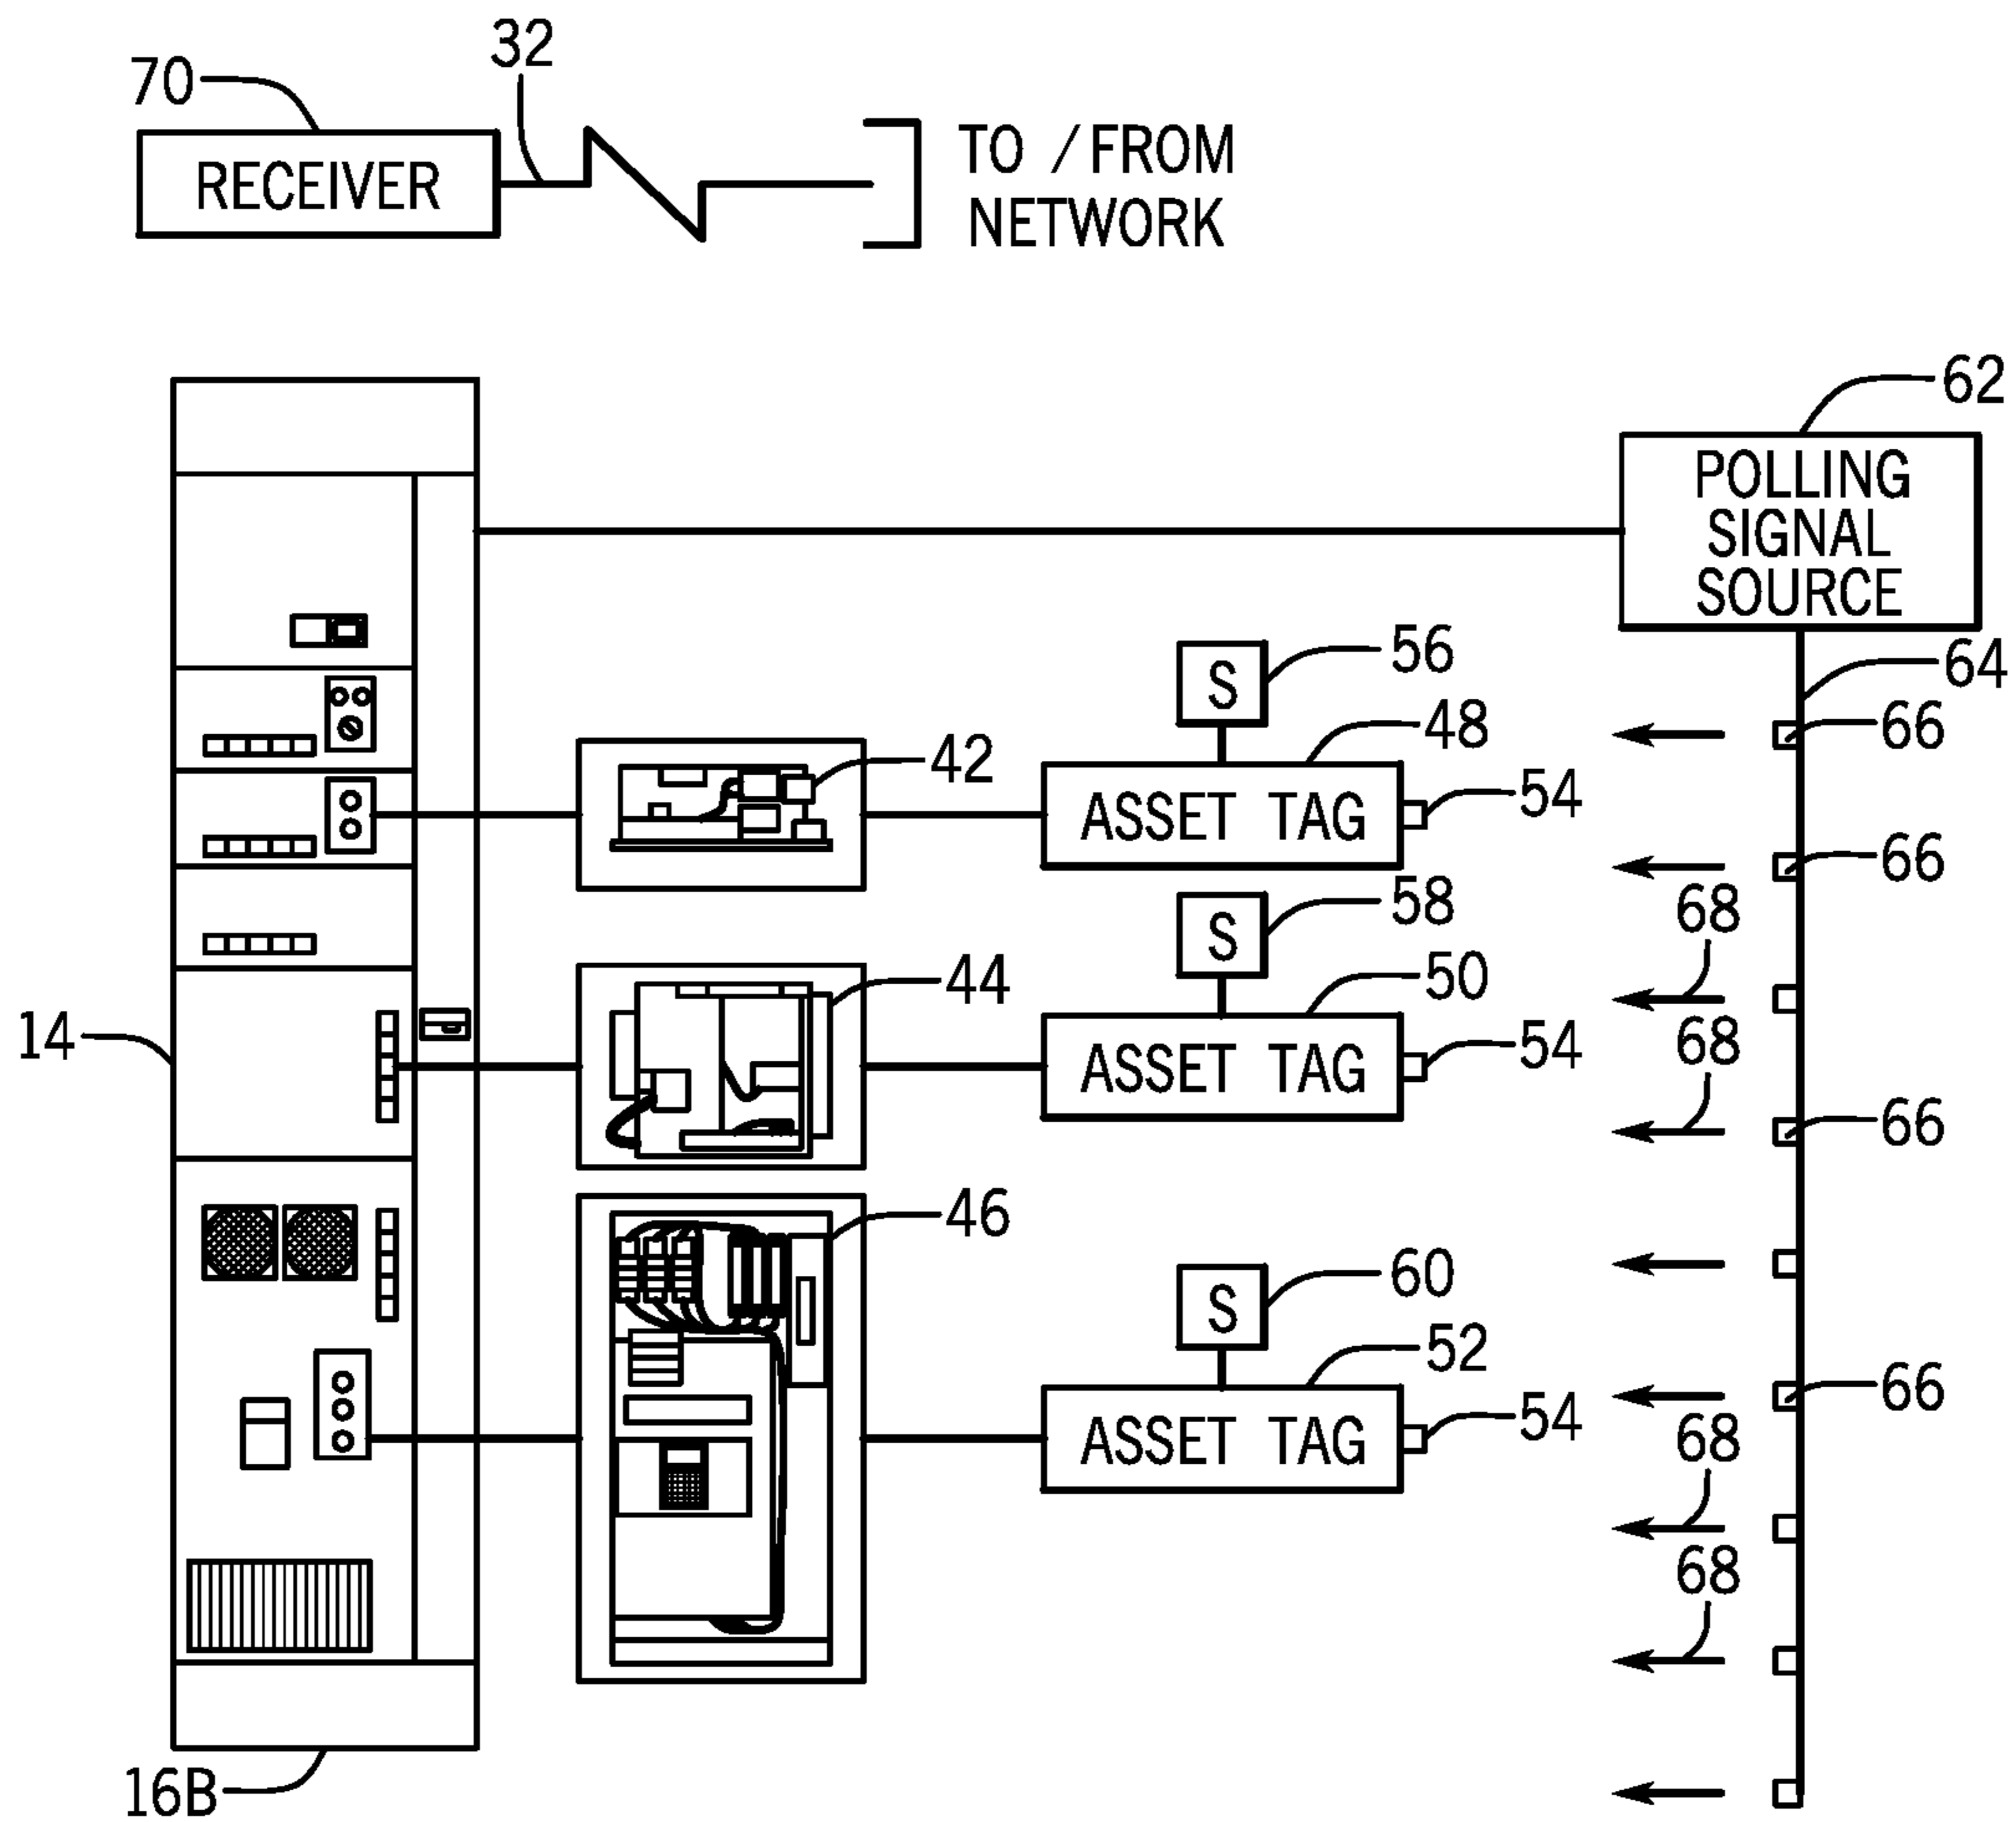 32
70
RECEIVER
TO / FROM
NETWORK
62
POLLING
SIGNAL
SOURCE
64
S
56
48
66
42
ASSET TAG
54
66
68
S
58
44
50
14
ASSET TAG
54
68
66
46
S
60
52
66
ASSET TAG
54
68
68
16B